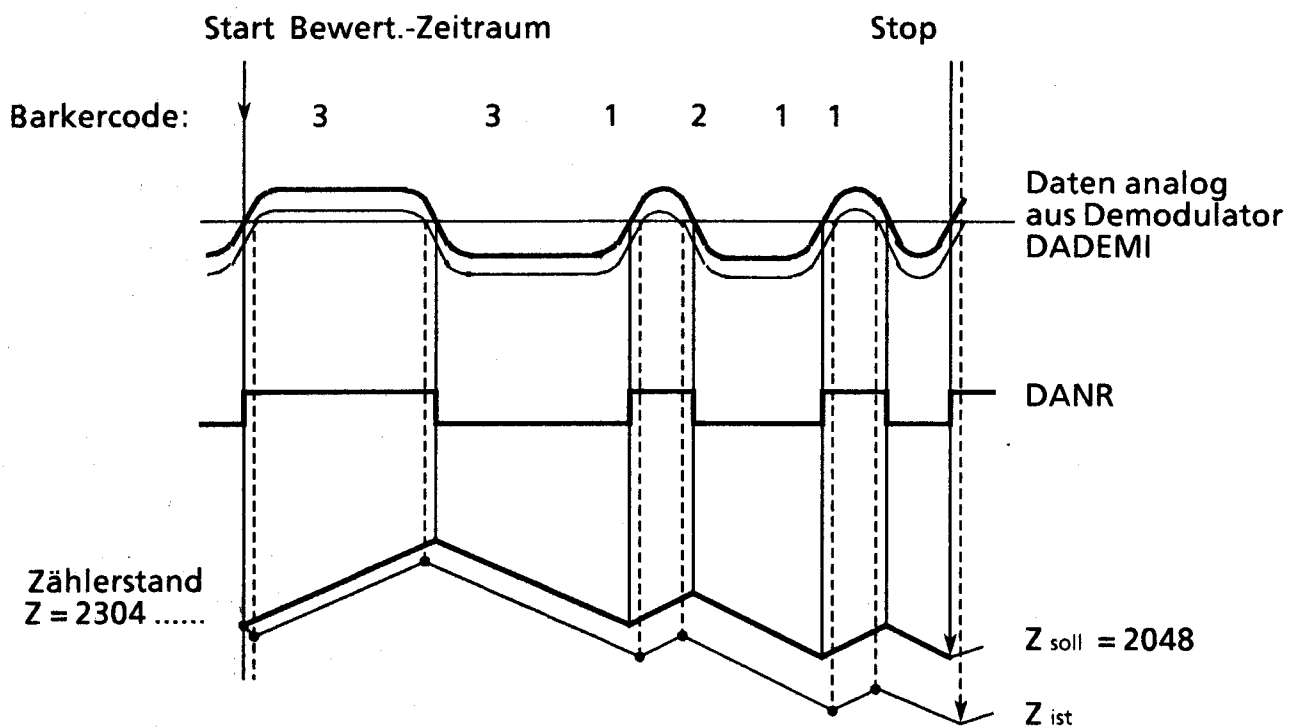 Start Bewert.-Zeitraum
Stop
Barkercode: 3 3 1 2 1 1
Daten analog
aus Demodulator
DADEMI
DANR
Zählerstand
Z = 2304 ......
Z soll = 2048
Z ist